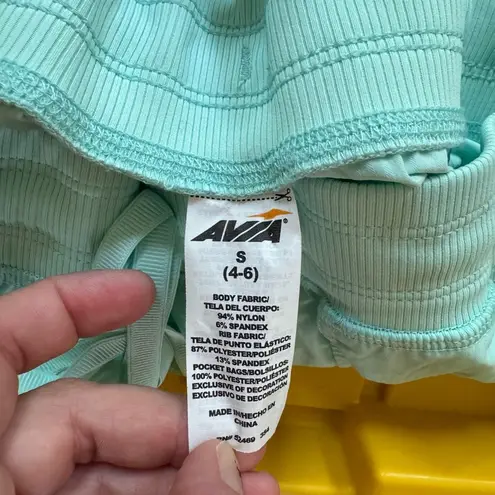 AVIA
S
(4-6)
BODY FABRIC/
TELA DEL CUERPO:
94% NYLON
6% SPANDEX
RIB FABRIC/
TELA DE PUNTO ELÁSTICO:
87% POLYESTER/POLIÉSTER
13% SPANDEX
POCKET BAGS/BOLSILLOS:
100% POLYESTER/POLIÉSTER
EXCLUSIVE OF DECORATION
EXCLUSIVO DE DECORACIÓN
MADE IN/HECHO EN
CHINA
52469